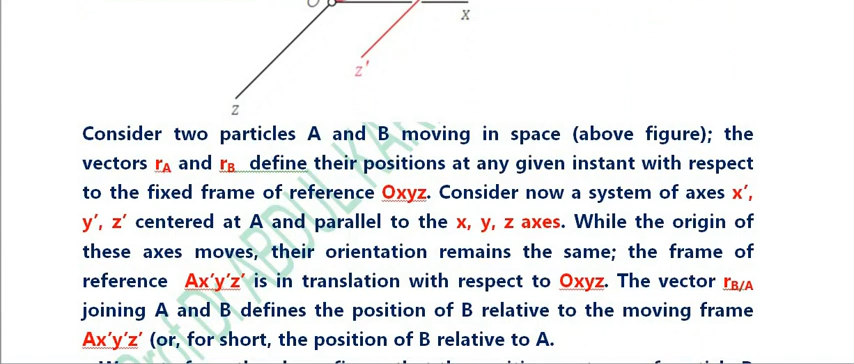 O
x
z'
z
Consider two particles A and B moving in space (above figure); the
vectors rA and rB define their positions at any given instant with respect
to the fixed frame of reference Oxyz. Consider now a system of axes x’,
y’, z’ centered at A and parallel to the x, y, z axes. While the origin of
these axes moves, their orientation remains the same; the frame of
reference Ax’y’z’ is in translation with respect to Oxyz. The vector rB/A
joining A and B defines the position of B relative to the moving frame
Ax’y’z’ (or, for short, the position of B relative to A.